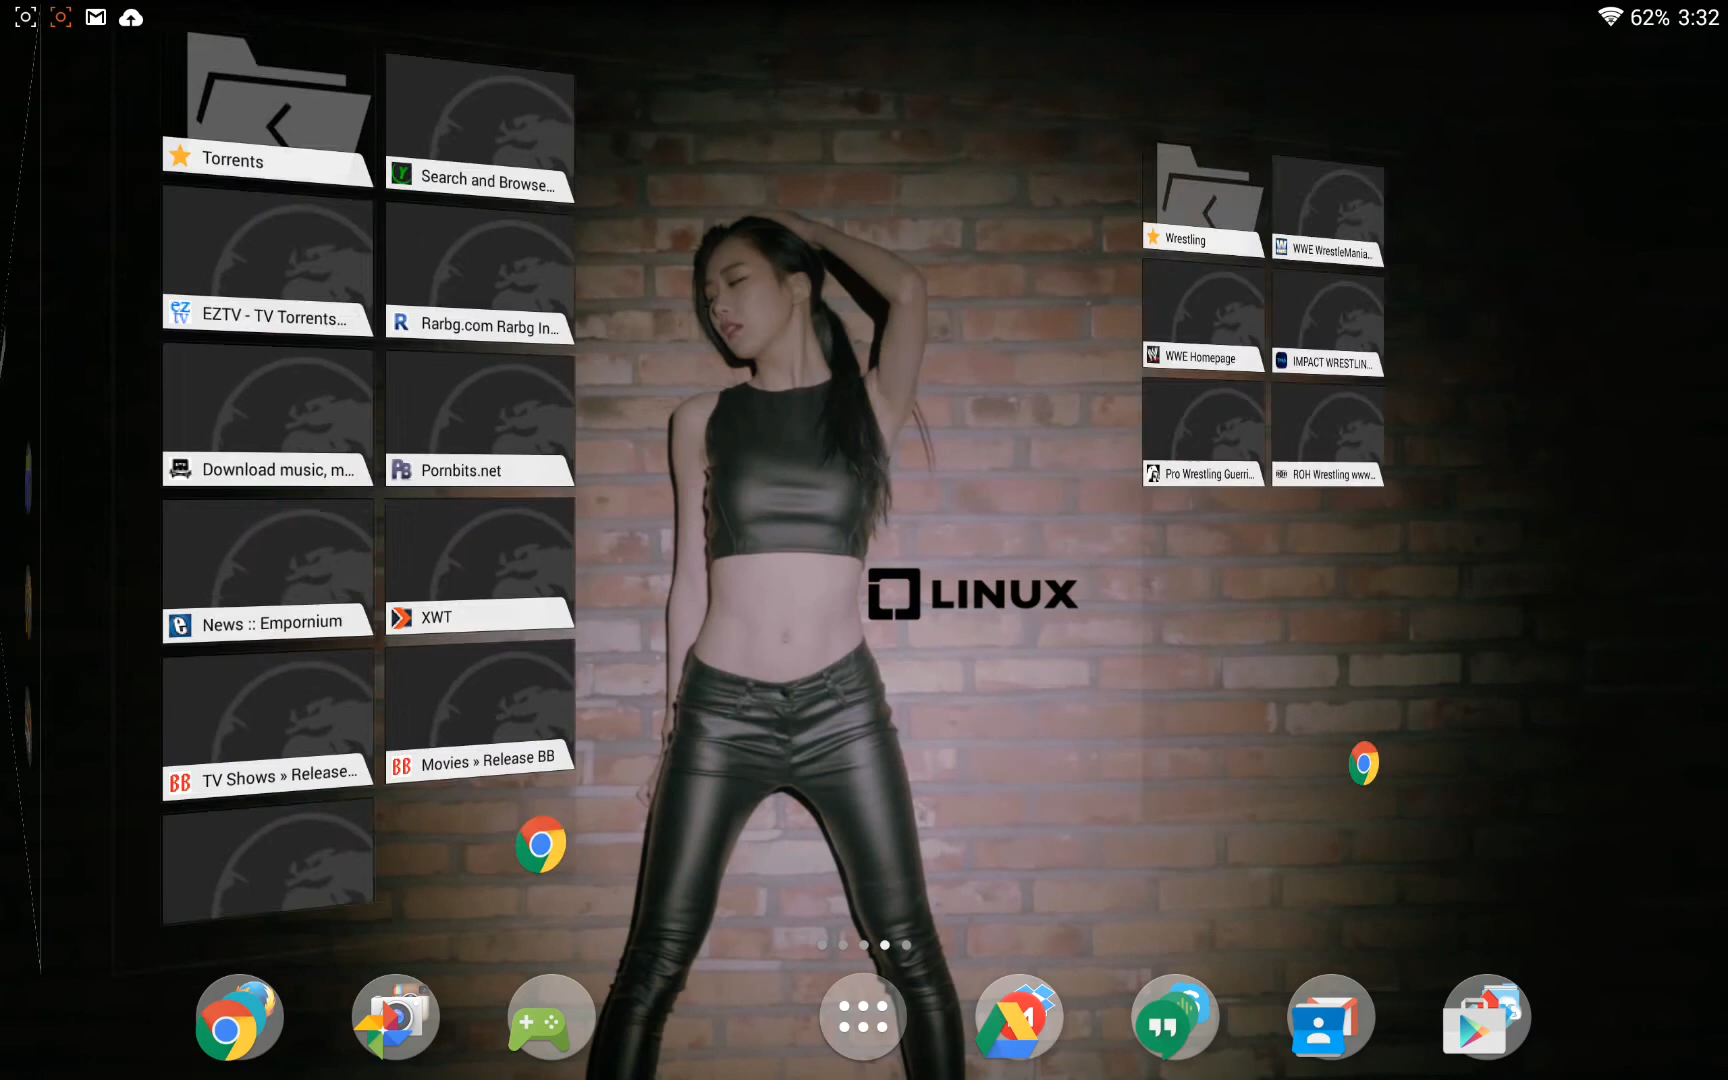 62% 3:32
Torrents
Search and Browse...
EZTV - TV Torrents...
Rarbg.com Rarbg In...
Download music, m...
Pornbits.net
News :: Empornium
XWT
TV Shows » Release...
Movies » Release BB
Wrestling
WWE WrestleMania...
WWE Homepage
IMPACT WRESTLIN...
Pro Wrestling Guerri...
ROH Wrestling www...
LINUX